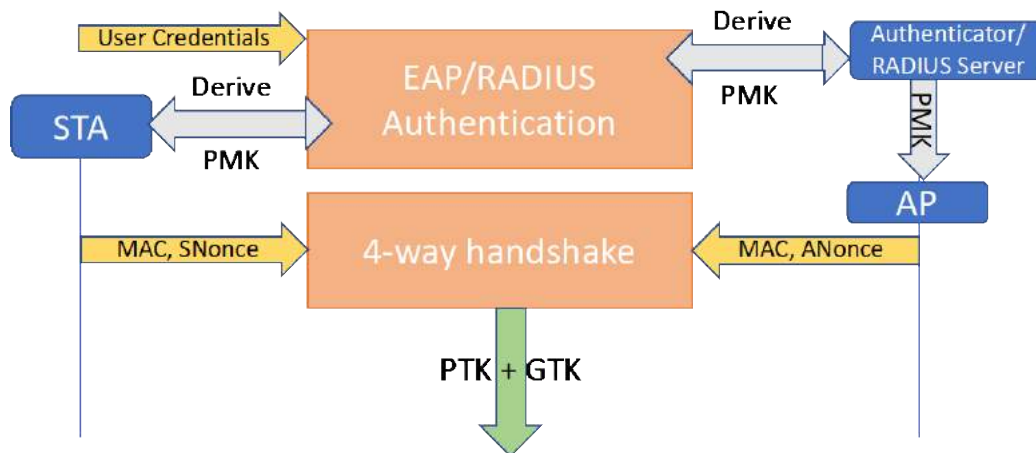 User Credentials
Derive
PMK
STA
EAP/RADIUS
Authentication
Derive
PMK
Authenticator/
RADIUS Server
PMK
AP
MAC, SNonce
4-way handshake
MAC, ANonce
PTK + GTK